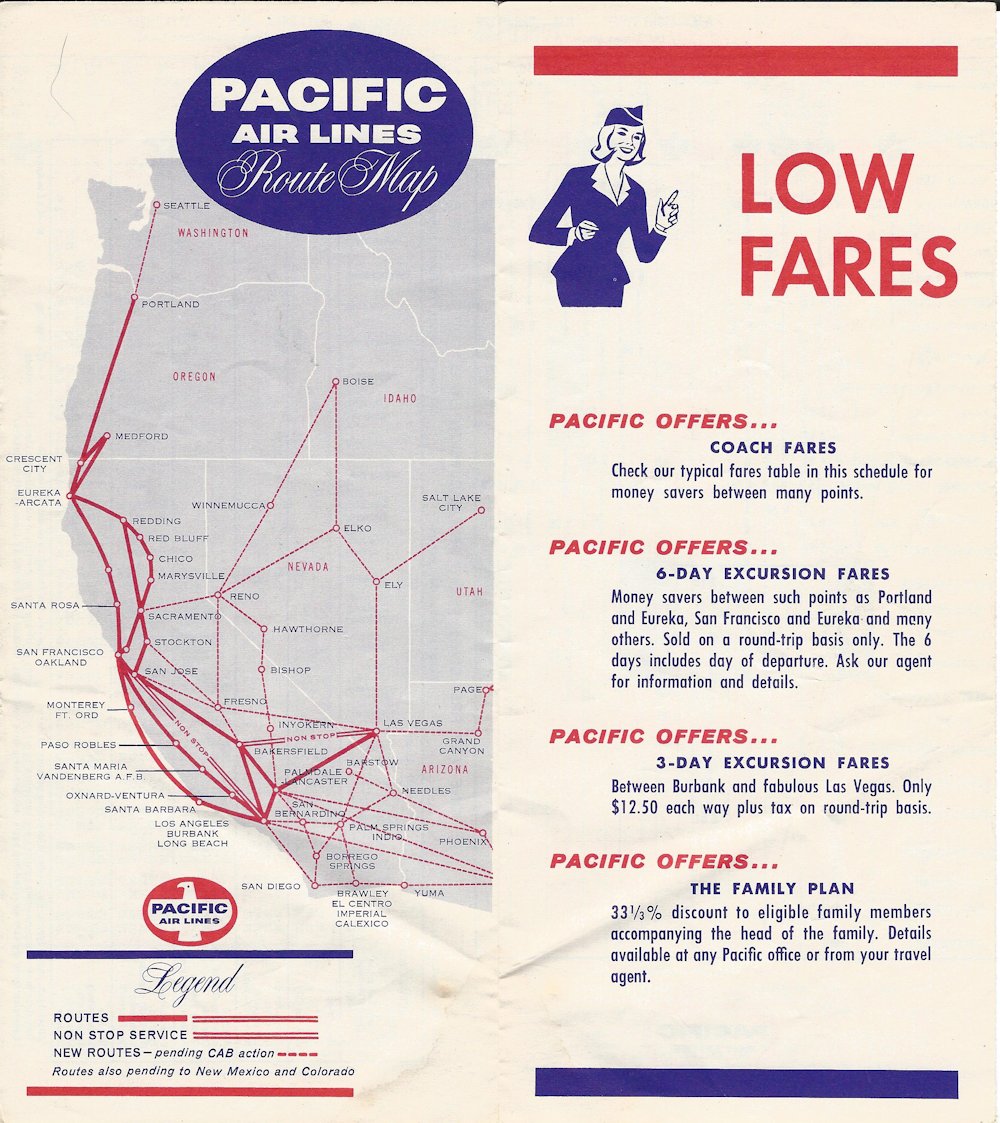 PACIFIC
AIR LINES
Route Map
SEATTLE
WASHINGTON
PORTLAND
OREGON
BOISE
IDAHO
MEDFORD
CRESCENT
CITY
EUREKA
-ARCATA
WINNEMUCCA
SALT LAKE
CITY
REDDING
RED BLUFF
ELKO
CHICO
NEVADA
MARYSVILLE
ELY
UTAH
RENO
SANTA ROSA
SACRAMENTO
HAWTHORNE
STOCKTON
SAN FRANCISCO
OAKLAND
SAN JOSE
BISHOP
PAGE
MONTEREY
FT. ORD
FRESNO
LAS VEGAS
INYOKERN
NON STOP
NON STOP
GRAND
CANYON
PASO ROBLES
BAKERSFIELD
BARSTOW
ARIZONA
SANTA MARIA
VANDENBERG A.F.B.
PALMDALE
LANCASTER
NEEDLES
OXNARD-VENTURA
SANTA BARBARA
SAN
BERNARDINO
LOS ANGELES
BURBANK
LONG BEACH
PALM SPRINGS
INDIO
PHOENIX
BORREGO
SPRINGS
SAN DIEGO
BRAWLEY
EL CENTRO
IMPERIAL
CALEXICO
YUMA
PACIFIC
AIR LINES
Legend
ROUTES
NON STOP SERVICE
NEW ROUTES — pending CAB action
Routes also pending to New Mexico and Colorado
LOW
FARES
PACIFIC OFFERS...
COACH FARES
Check our typical fares table in this schedule for
money savers between many points.
PACIFIC OFFERS...
6-DAY EXCURSION FARES
Money savers between such points as Portland
and Eureka, San Francisco and Eureka and many
others. Sold on a round-trip basis only. The 6
days includes day of departure. Ask our agent
for information and details.
PACIFIC OFFERS...
3-DAY EXCURSION FARES
Between Burbank and fabulous Las Vegas. Only
$12.50 each way plus tax on round-trip basis.
PACIFIC OFFERS...
THE FAMILY PLAN
33⅓% discount to eligible family members
accompanying the head of the family. Details
available at any Pacific office or from your travel
agent.